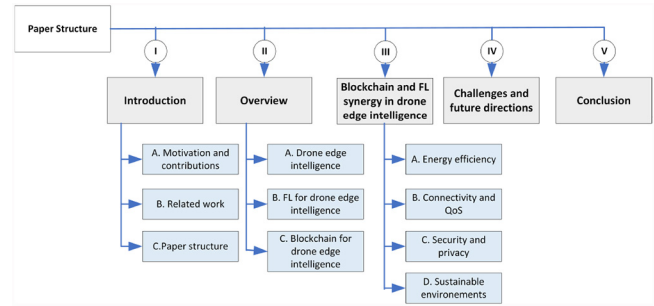 Paper Structure
I
II
III
IV
V
Introduction
Overview
Blockchain and FL
synergy in drone
edge intelligence
Challenges and
future directions
Conclusion
A. Motivation and
contributions
B. Related work
C.Paper structure
A. Drone edge
intelligence
B. FL for drone edge
intelligence
C. Blockchain for
drone edge
intelligence
A. Energy efficiency
B. Connectivity and
QoS
C. Security and
privacy
D. Sustainable
environements